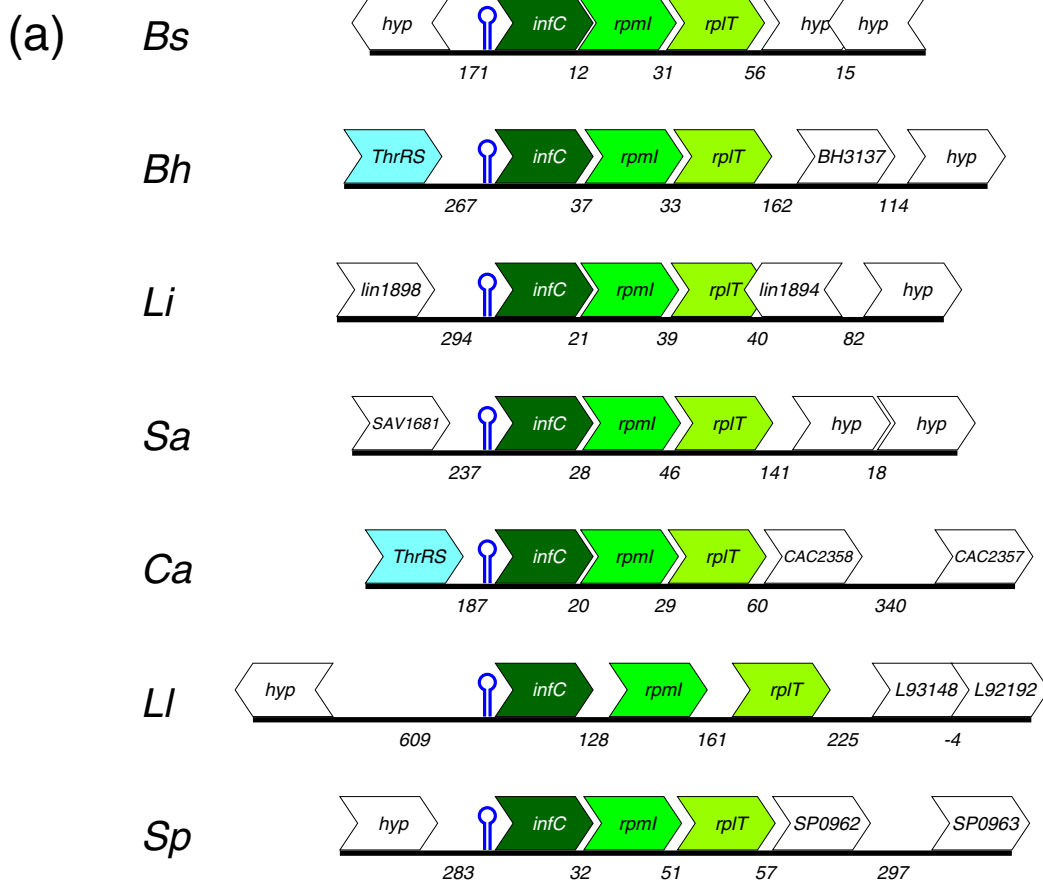 (a) Bs hyp infC rpmI rplT hyp hyp
171 12 31 56 15
Bh ThrRS infC rpmI rplT BH3137 hyp
267 37 33 162 114
Li lin1898 infC rpmI rplT lin1894 hyp
294 21 39 40 82
Sa SAV1681 infC rpmI rplT hyp hyp
237 28 46 141 18
Ca ThrRS infC rpmI rplT CAC2358 CAC2357
187 20 29 60 340
Ll hyp infC rpmI rplT L93148 L92192
609 128 161 225 -4
Sp hyp infC rpmI rplT SP0962 SP0963
283 32 51 57 297